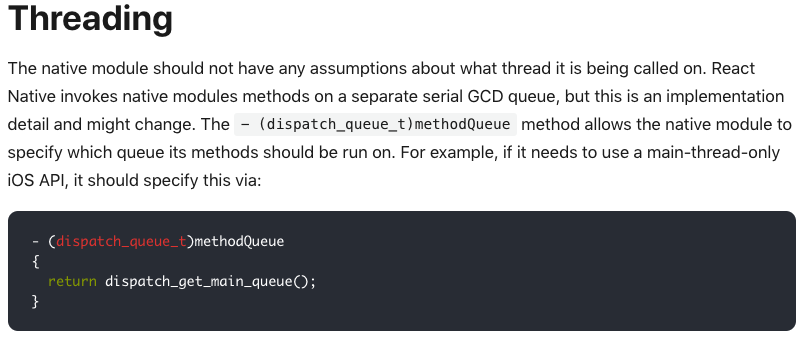 Threading
The native module should not have any assumptions about what thread it is being called on. React
Native invokes native modules methods on a separate serial GCD queue, but this is an implementation
detail and might change. The - (dispatch_queue_t)methodQueue method allows the native module to
specify which queue its methods should be run on. For example, if it needs to use a main-thread-only
iOS API, it should specify this via:
- (dispatch_queue_t)methodQueue
{
  return dispatch_get_main_queue();
}